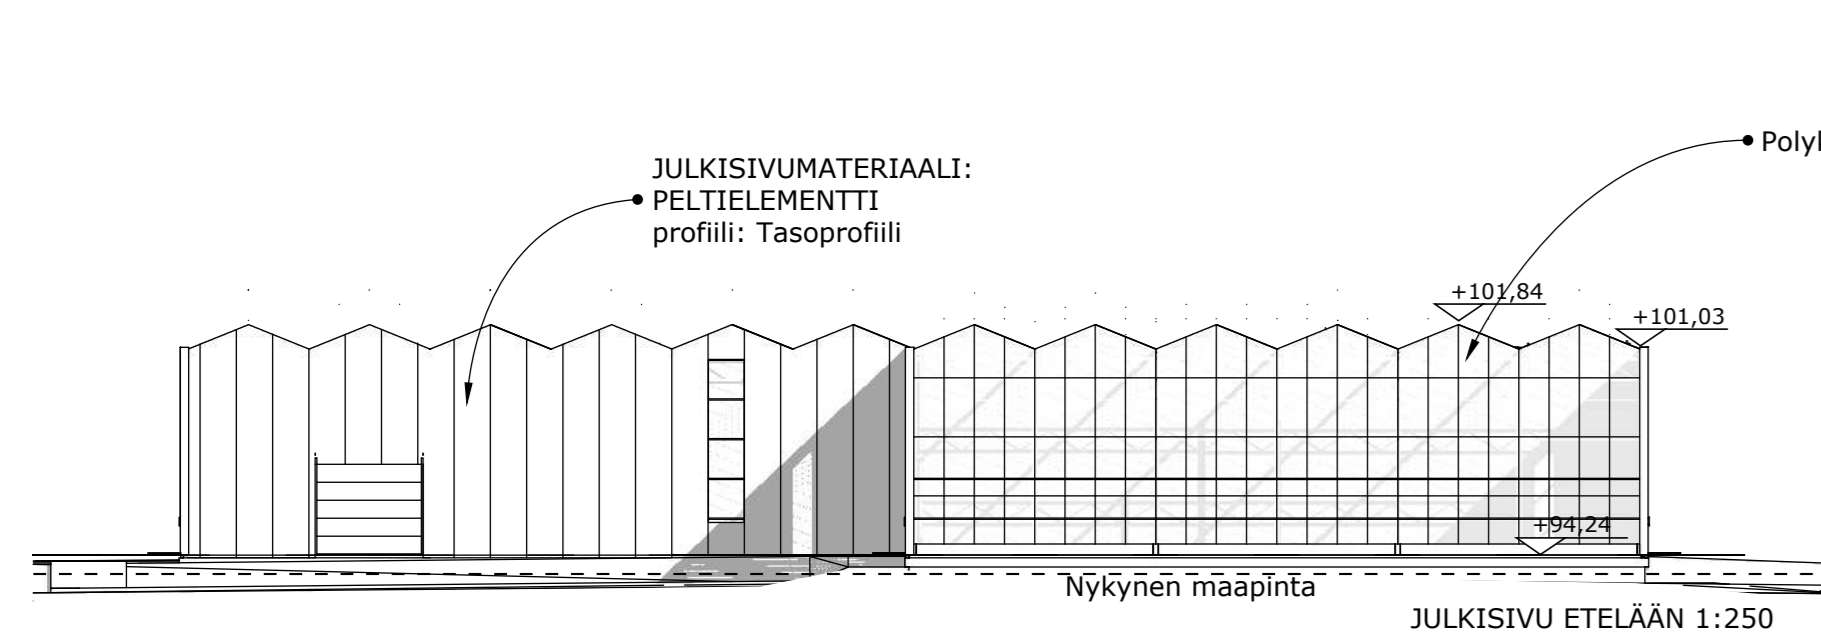 JULKISIVUMATERIAALI:
PELTIELEMENTTI
profiili: Tasoprofiili
+101,84
+101,03
+94,24
Nykynen maapinta
JULKISIVU ETELÄÄN 1:250